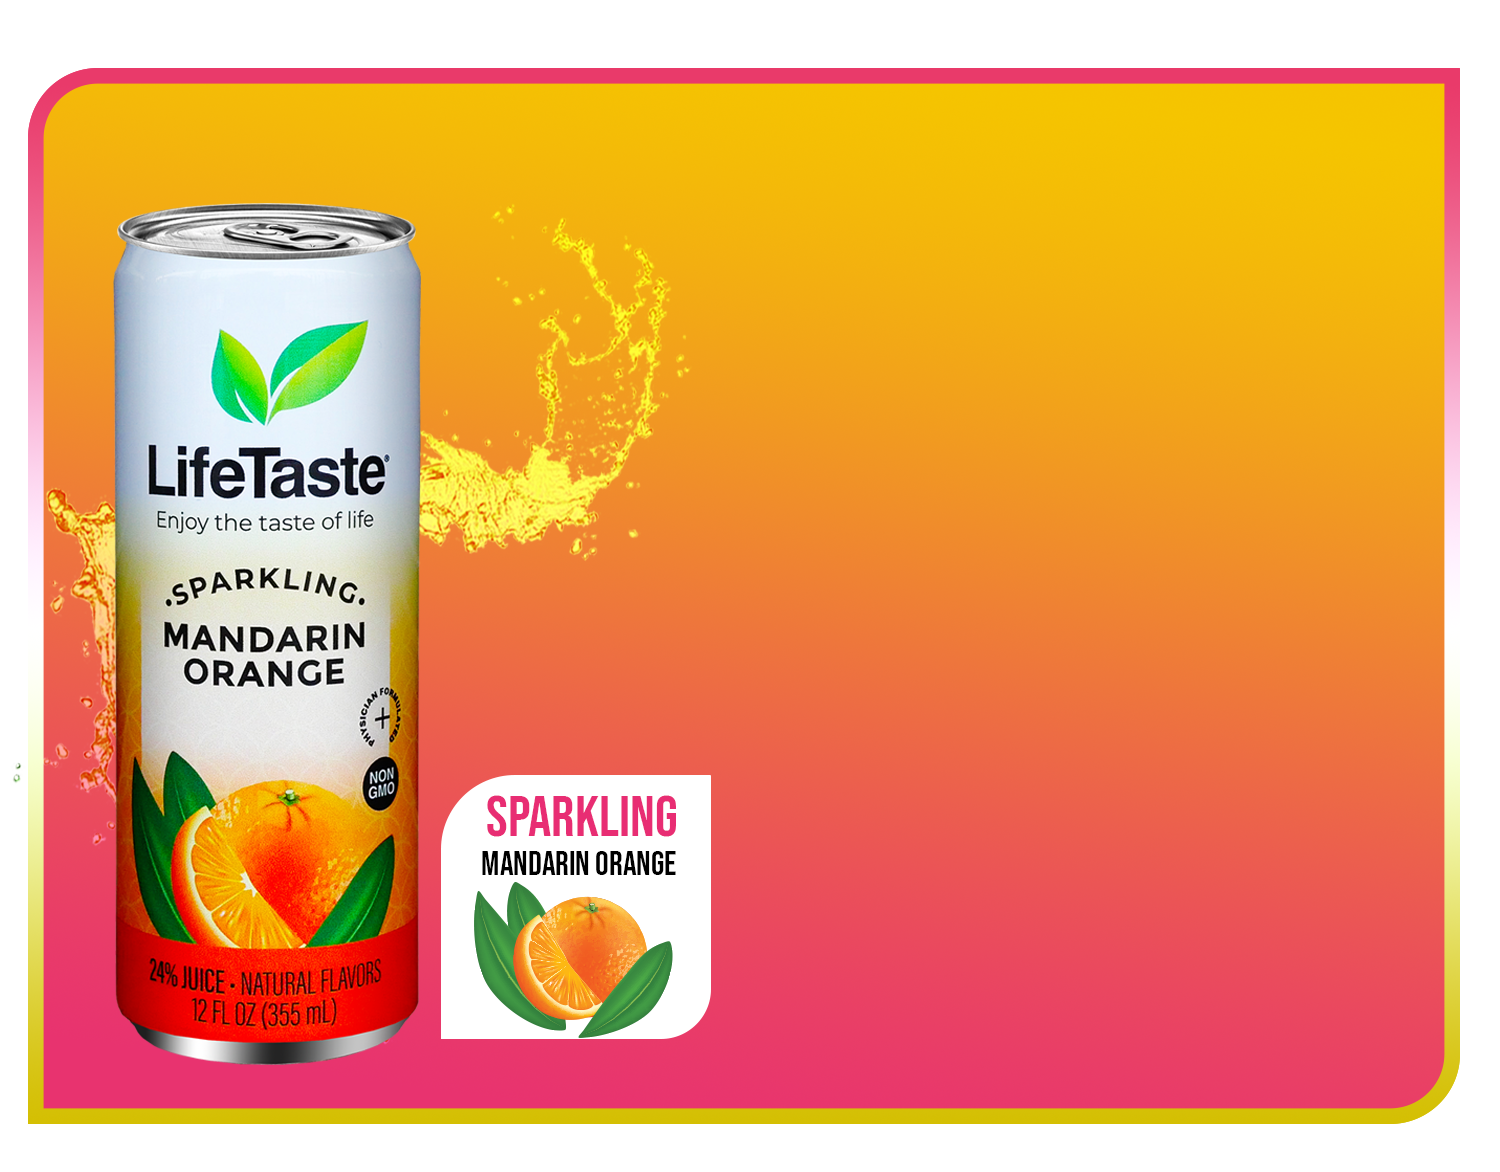 LifeTaste®
Enjoy the taste of life
•SPARKLING•
MANDARIN
ORANGE
PHYSICIAN FORMULATED
+
NON
GMO
24% JUICE • NATURAL FLAVORS
12 FL OZ (355 mL)
SPARKLING
MANDARIN ORANGE